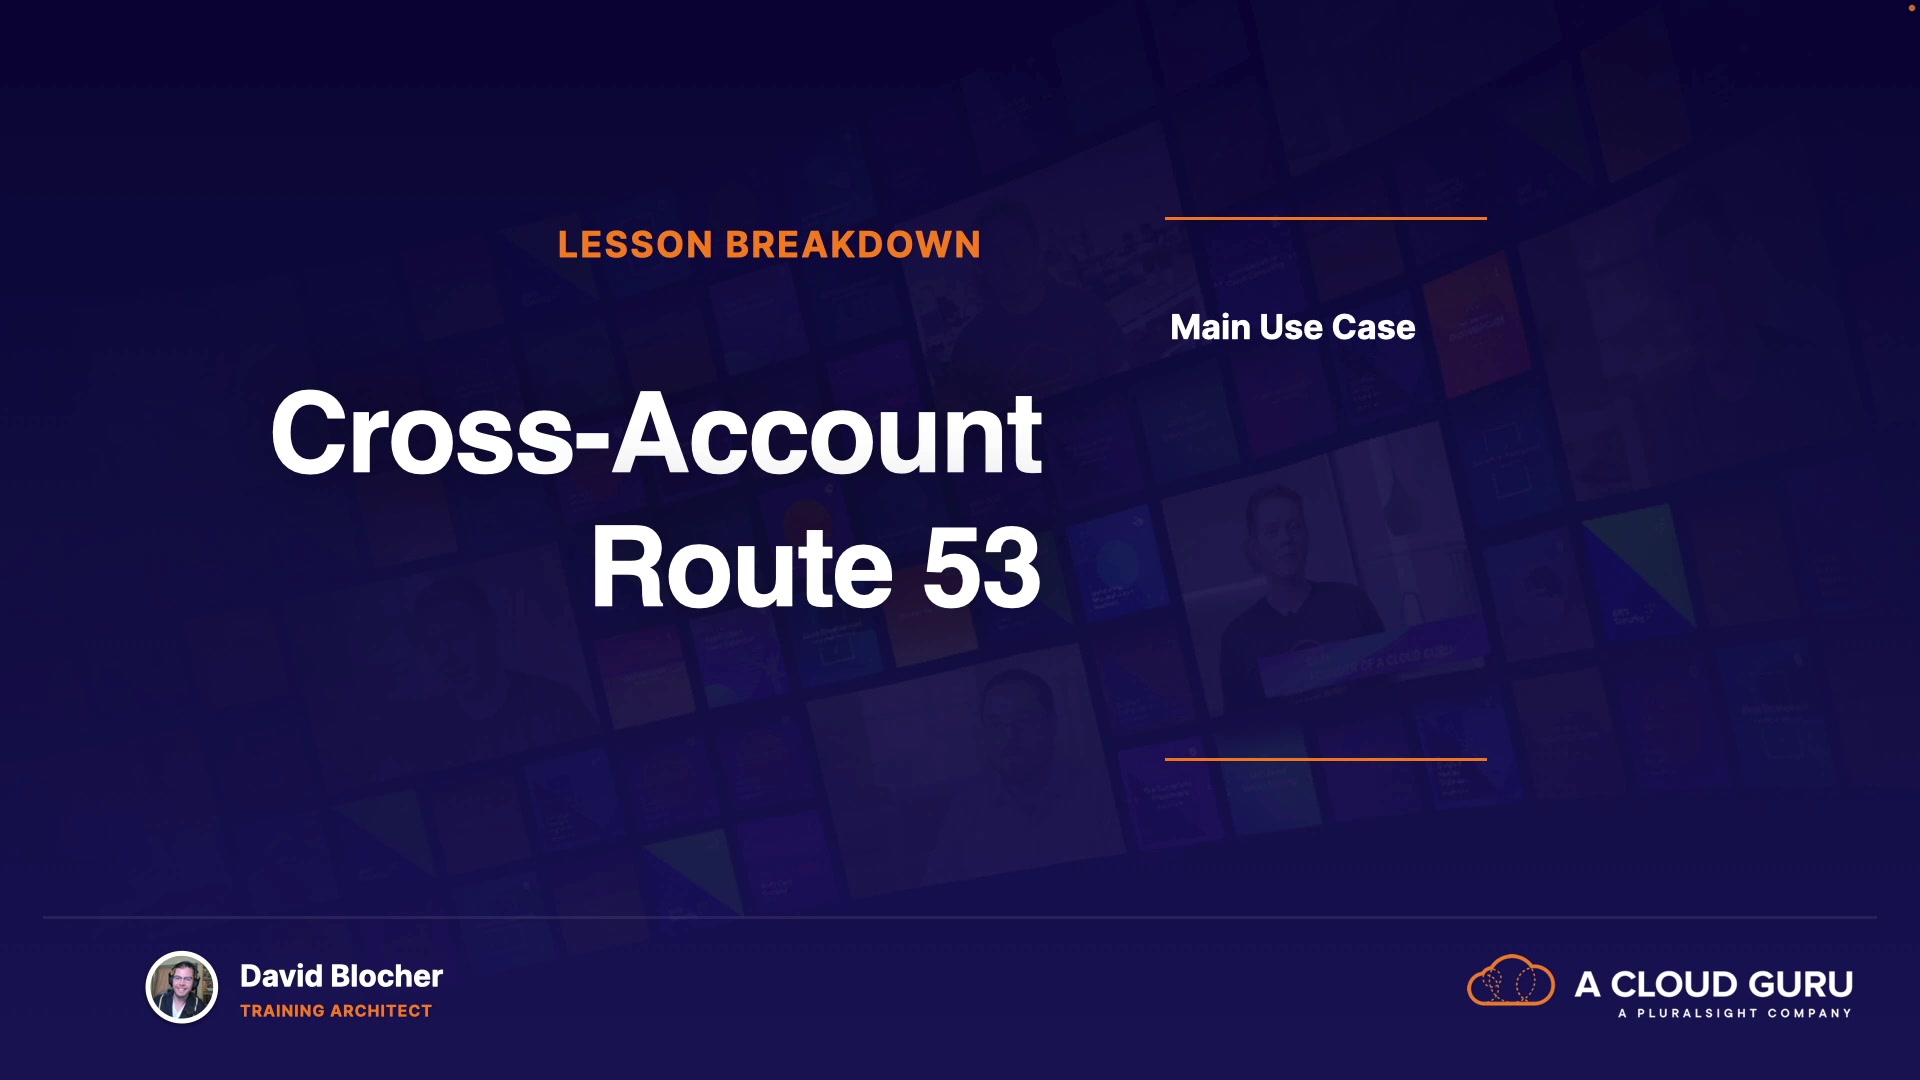 LESSON BREAKDOWN
Cross-Account
Route 53
Main Use Case
David Blocher
TRAINING ARCHITECT
A CLOUD GURU
A PLURALSIGHT COMPANY